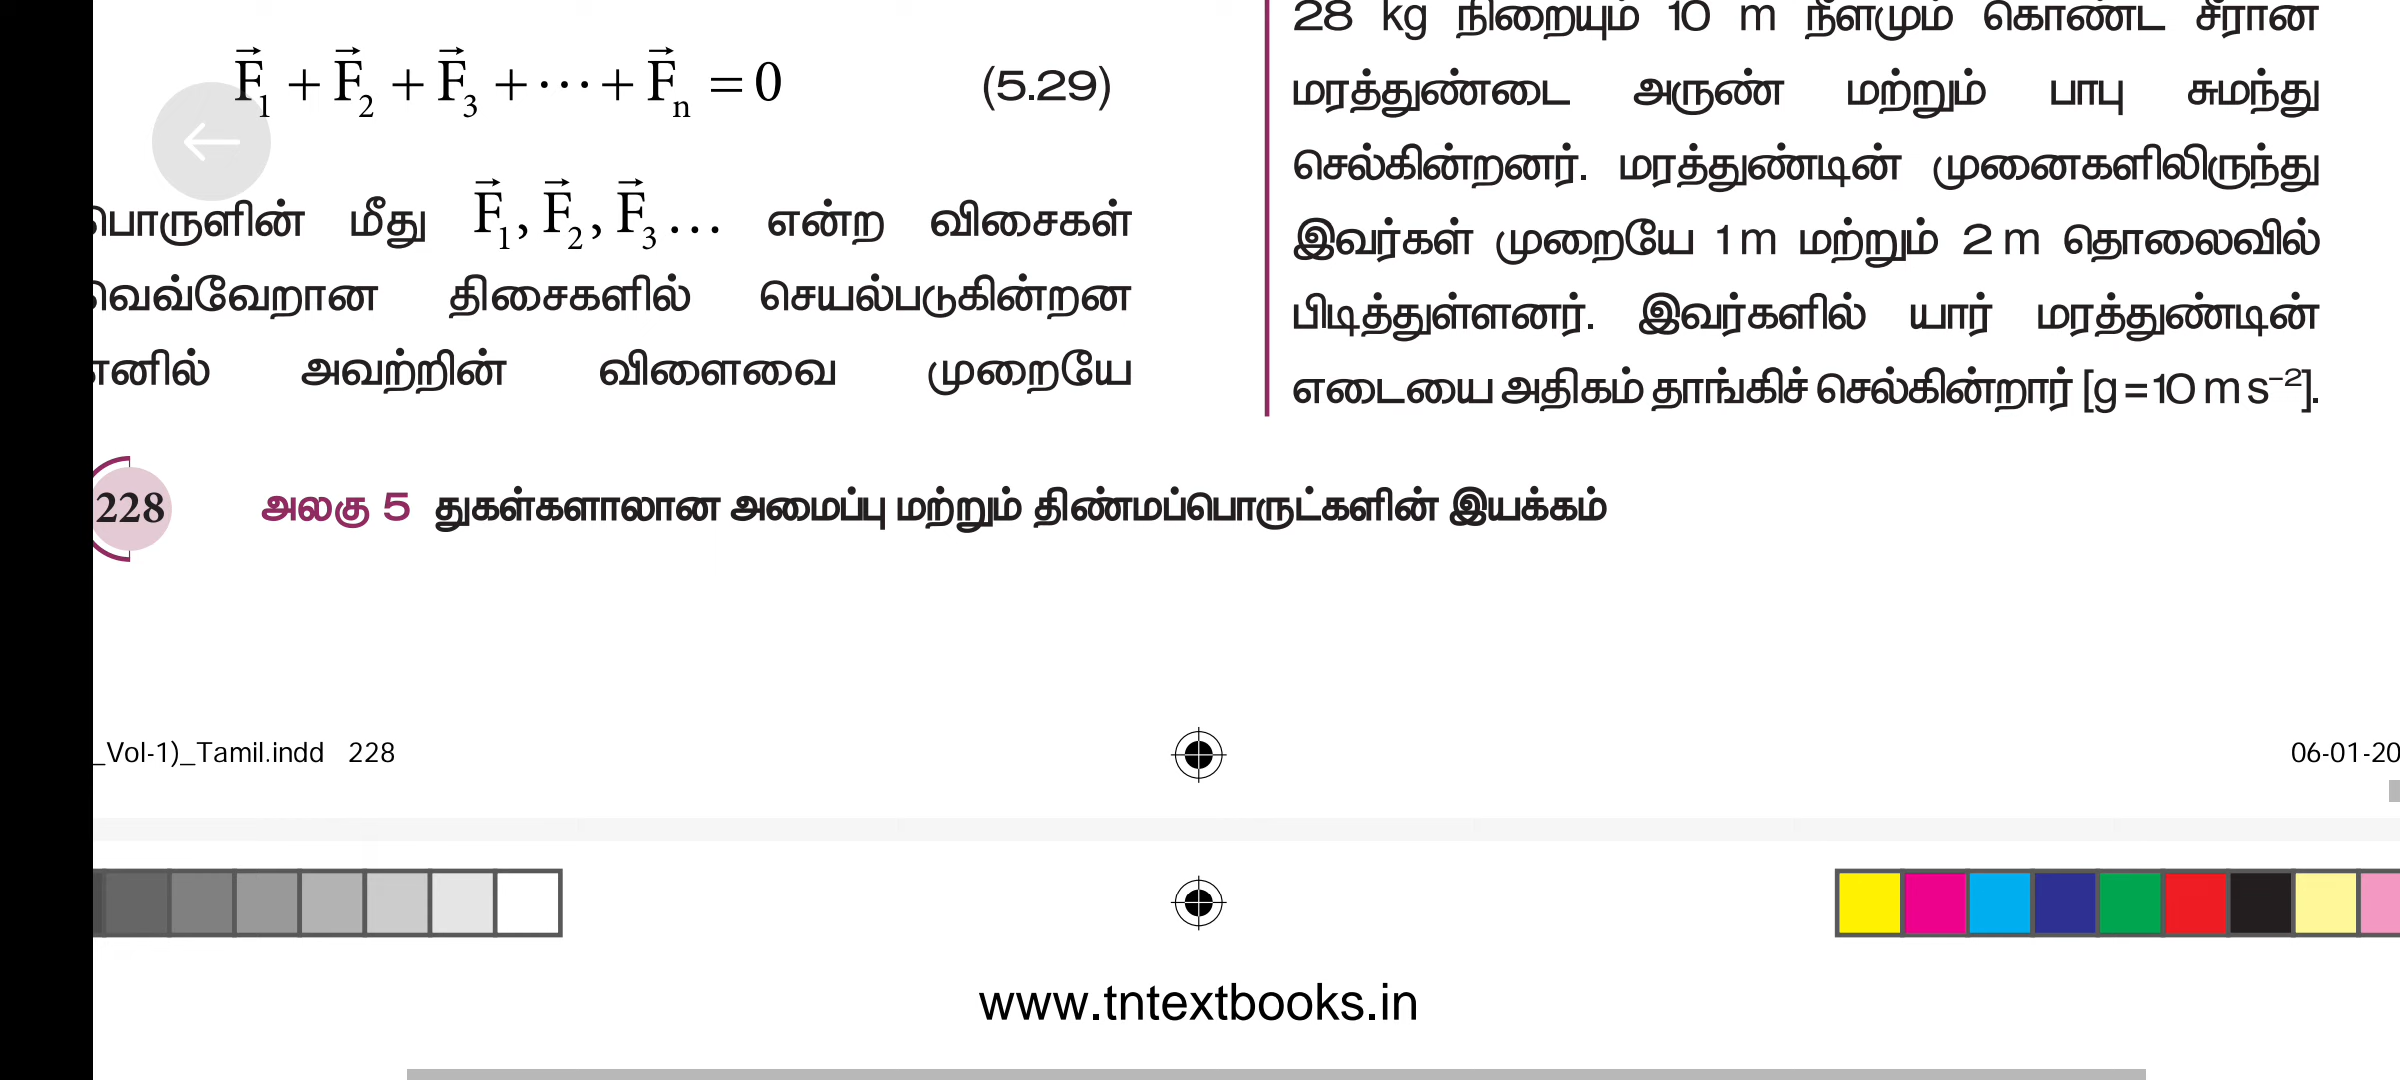 F⃗₁ + F⃗₂ + F⃗₃ + ⋯ + F⃗ₙ = 0 (5.29)
பொருளின் மீது F⃗₁, F⃗₂, F⃗₃ … என்ற விசைகள்
வெவ்வேறான திசைகளில் செயல்படுகின்றன
எனில் அவற்றின் விளைவை முறையே
28 kg நிறையும் 10 m நீளமும் கொண்ட சீரான
மரத்துண்டை அருண் மற்றும் பாபு சுமந்து
செல்கின்றனர். மரத்துண்டின் முனைகளிலிருந்து
இவர்கள் முறையே 1 m மற்றும் 2 m தொலைவில்
பிடித்துள்ளனர். இவர்களில் யார் மரத்துண்டின்
எடையை அதிகம் தாங்கிச் செல்கின்றார் [g = 10 m s⁻²].
228 அலகு 5 துகள்களாலான அமைப்பு மற்றும் திண்மப்பொருட்களின் இயக்கம்
_Vol-1)_Tamil.indd 228
06-01-20
www.tntextbooks.in